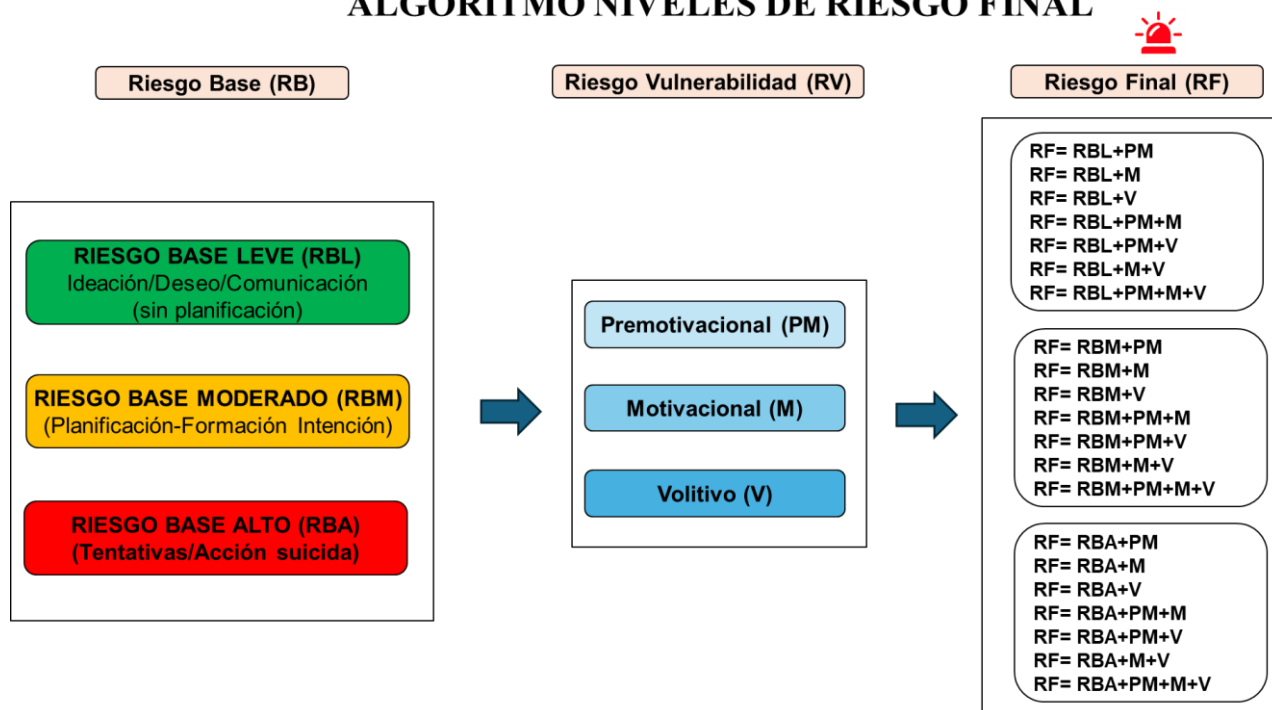 ALGORITMO NIVELES DE RIESGO FINAL
Riesgo Base (RB)
RIESGO BASE LEVE (RBL)
Ideación/Deseo/Comunicación
(sin planificación)
RIESGO BASE MODERADO (RBM)
(Planificación-Formación Intención)
RIESGO BASE ALTO (RBA)
(Tentativas/Acción suicida)
Riesgo Vulnerabilidad (RV)
Premotivacional (PM)
Motivacional (M)
Volitivo (V)
Riesgo Final (RF)
RF= RBL+PM
RF= RBL+M
RF= RBL+V
RF= RBL+PM+M
RF= RBL+PM+V
RF= RBL+M+V
RF= RBL+PM+M+V
RF= RBM+PM
RF= RBM+M
RF= RBM+V
RF= RBM+PM+M
RF= RBM+PM+V
RF= RBM+M+V
RF= RBM+PM+M+V
RF= RBA+PM
RF= RBA+M
RF= RBA+V
RF= RBA+PM+M
RF= RBA+PM+V
RF= RBA+M+V
RF= RBA+PM+M+V